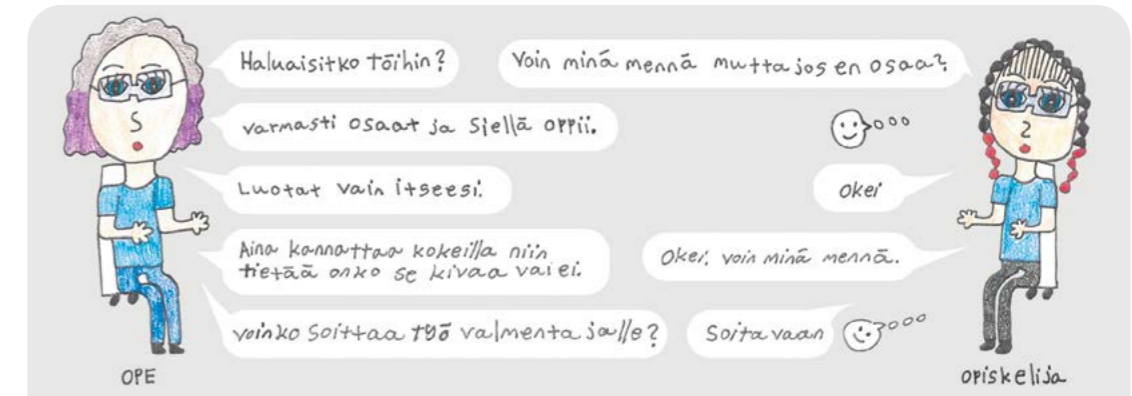 Haluaisitko töihin?
Voin minä mennä mutta jos en osaa?
varmasti osaat ja siellä oppii.
Luotat vain itseesi.
okei
Aina kannattaa kokeilla niin
tietää onko se kivaa vai ei.
Okei, voin minä mennä.
voinko soittaa työ valmentajalle?
Soita vaan
OPE
opiskelija